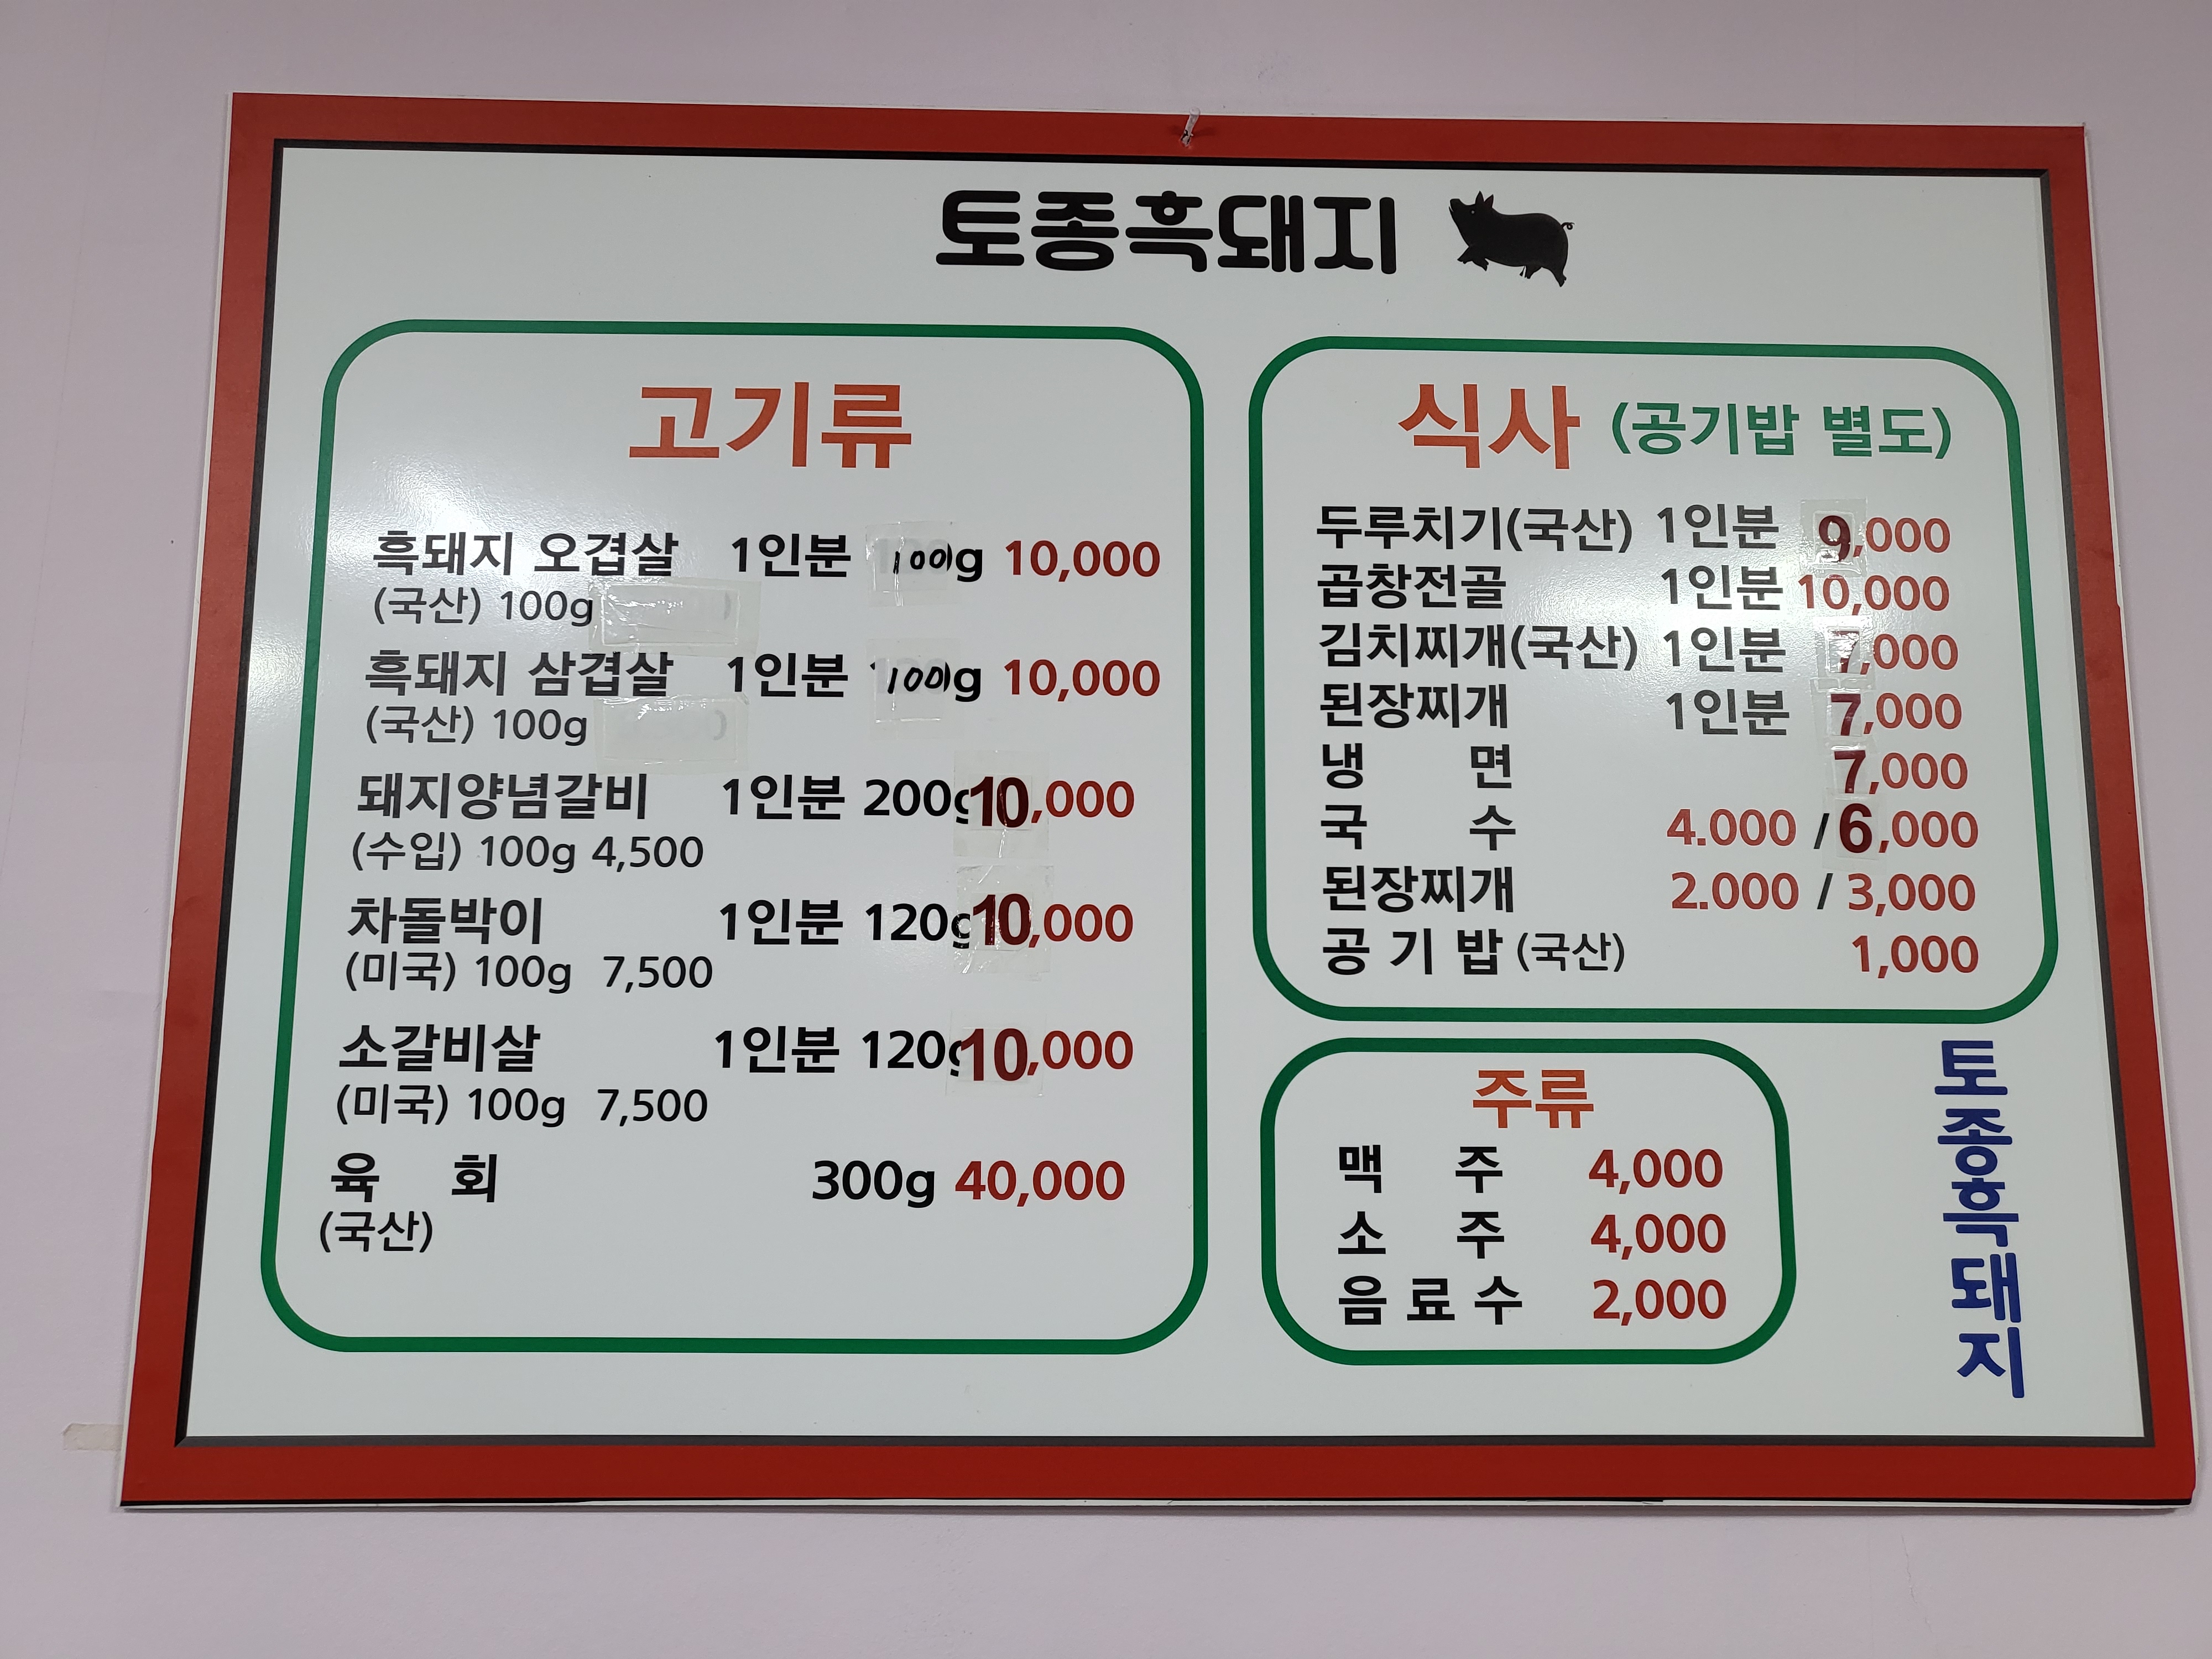 토종흑돼지
고기류
흑돼지 오겹살 1인분 100g 10,000
(국산) 100g
흑돼지 삼겹살 1인분 100g 10,000
(국산) 100g
돼지양념갈비 1인분 200g 10,000
(수입) 100g 4,500
차돌박이 1인분 120g 10,000
(미국) 100g 7,500
소갈비살 1인분 120g 10,000
(미국) 100g 7,500
육 회 300g 40,000
(국산)
식사 (공기밥 별도)
두루치기(국산) 1인분 9,000
곱창전골 1인분 10,000
김치찌개(국산) 1인분 7,000
된장찌개 1인분 7,000
냉 면 7,000
국 수 4.000 / 6,000
된장찌개 2.000 / 3,000
공 기 밥 (국산) 1,000
주류
맥 주 4,000
소 주 4,000
음 료 수 2,000
토종흑돼지